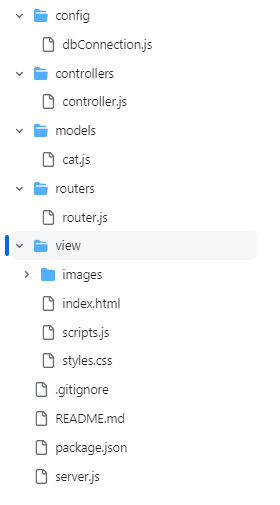 config
dbConnection.js
controllers
controller.js
models
cat.js
routers
router.js
view
images
index.html
scripts.js
styles.css
.gitignore
README.md
package.json
server.js